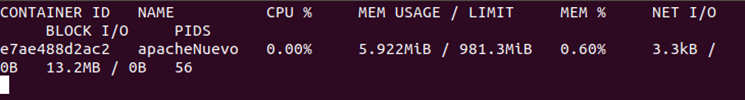 CONTAINER ID   NAME          CPU %     MEM USAGE / LIMIT     MEM %     NET I/O
     BLOCK I/O     PIDS
e7ae488d2ac2   apacheNuevo   0.00%     5.922MiB / 981.3MiB   0.60%     3.3kB /
0B   13.2MB / 0B   56